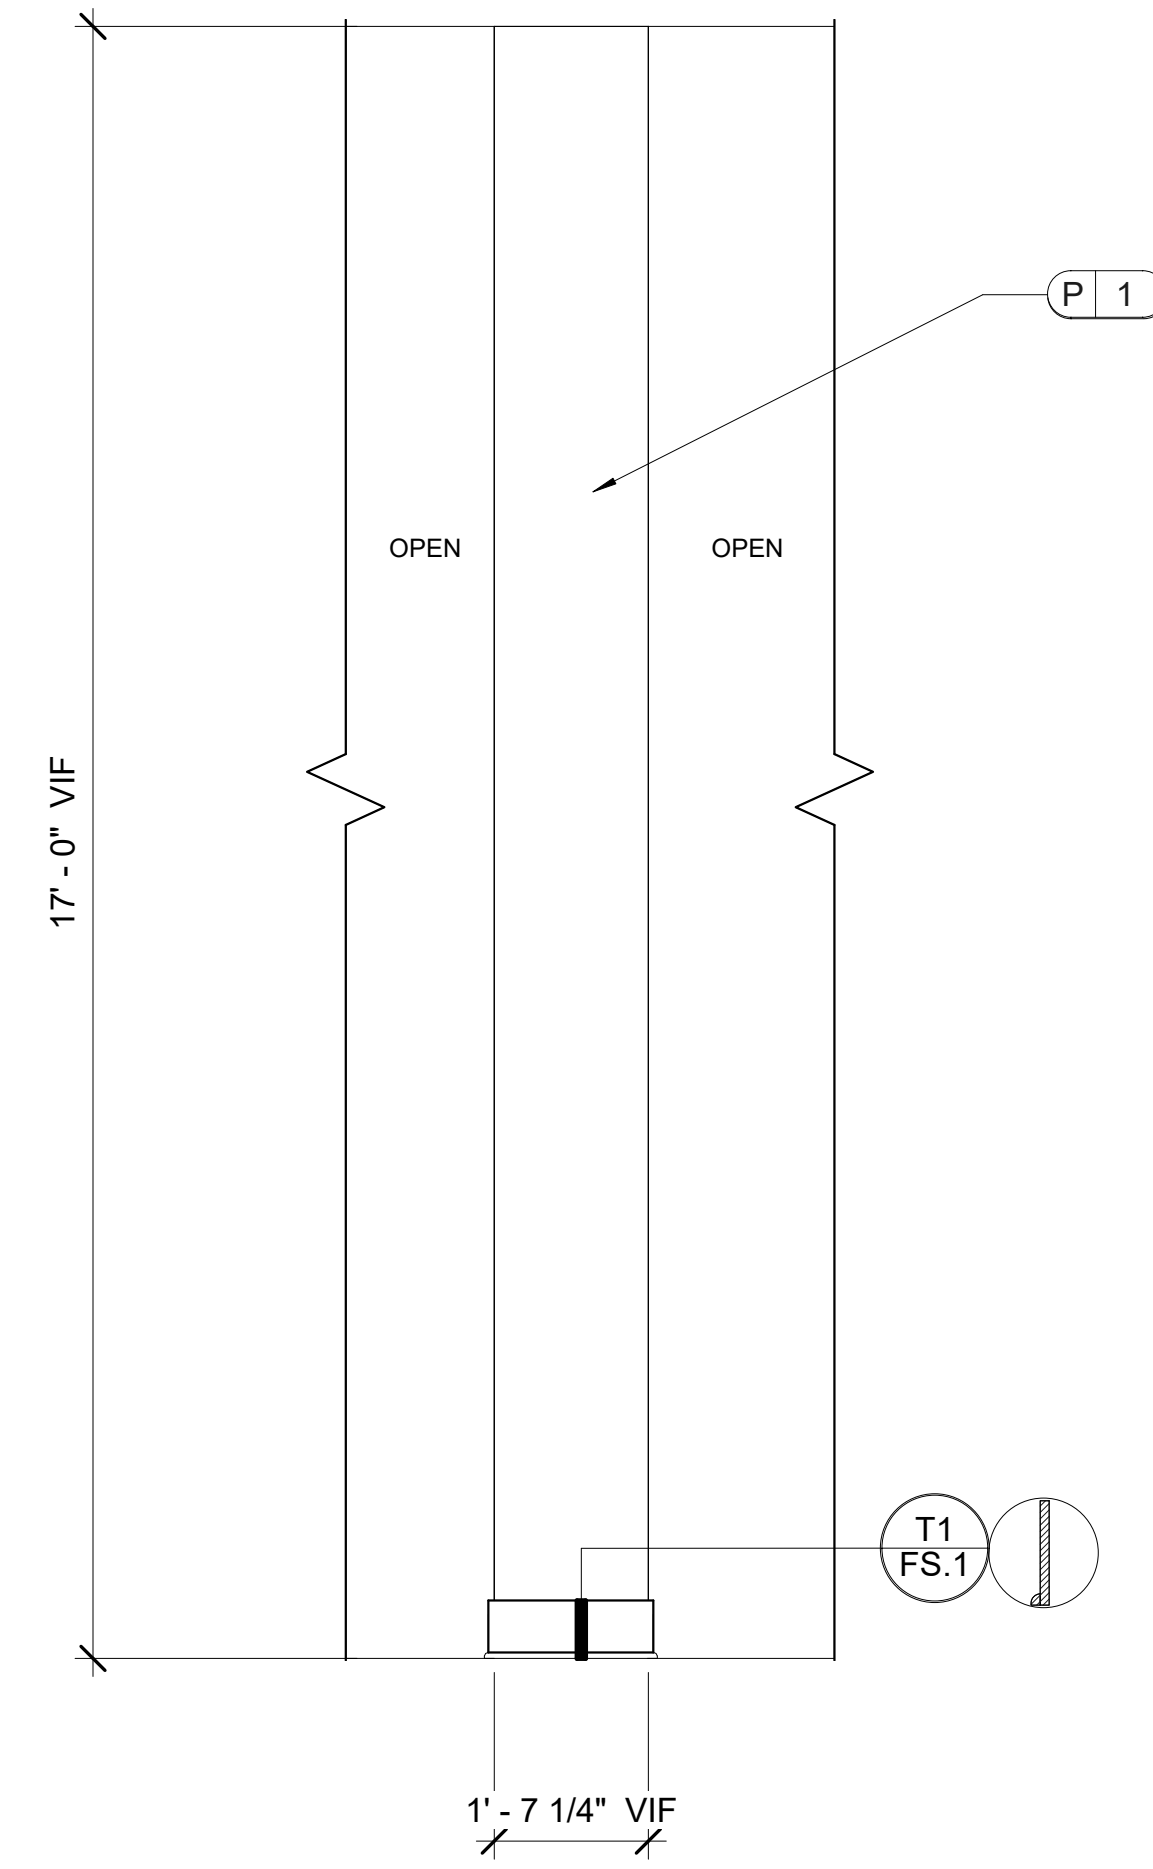 P 1
OPEN OPEN
17' - 0" VIF
T1
FS.1
1' - 7 1/4" VIF